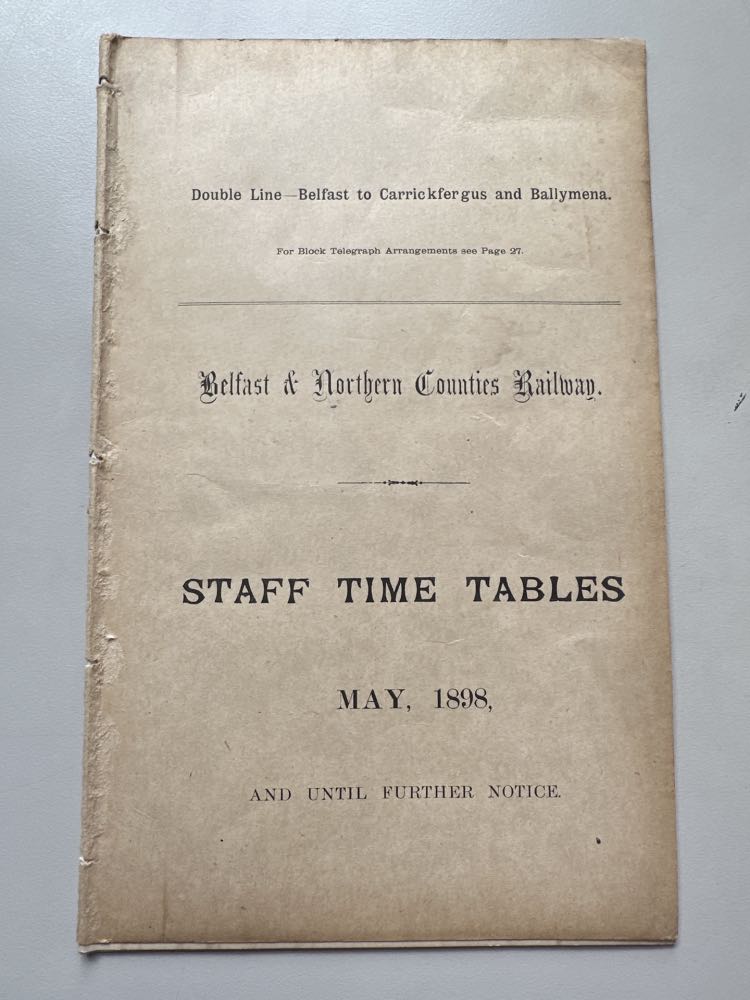 Double Line—Belfast to Carrickfergus and Ballymena.
For Block Telegraph Arrangements see Page 27.
Belfast & Northern Counties Railway.
STAFF TIME TABLES
MAY, 1898,
AND UNTIL FURTHER NOTICE.